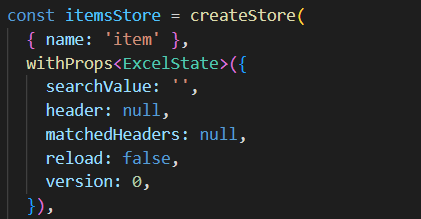 const itemsStore = createStore(
  { name: 'item' },
  withProps<ExcelState>({
    searchValue: '',
    header: null,
    matchedHeaders: null,
    reload: false,
    version: 0,
  }),